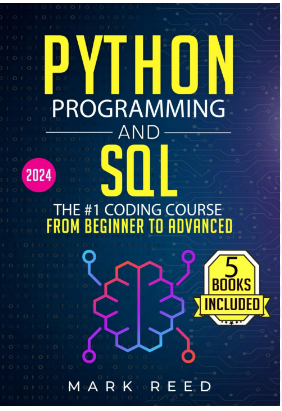 PYTHON
PROGRAMMING
AND
SQL
2024
THE #1 CODING COURSE
FROM BEGINNER TO ADVANCED
5
BOOKS
INCLUDED
MARK REED